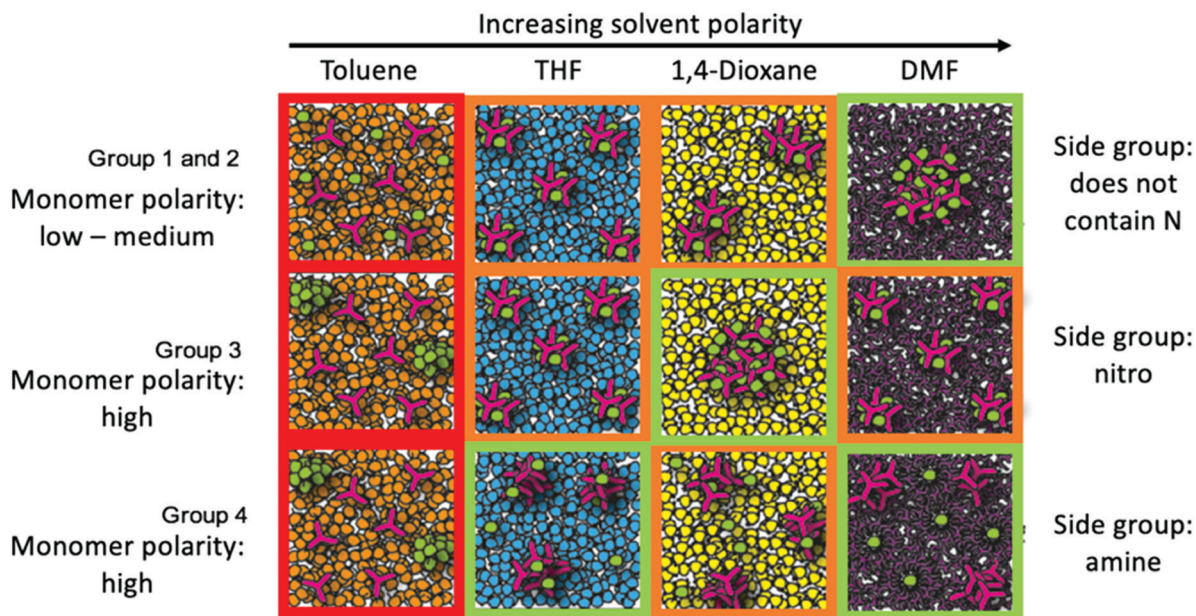 Increasing solvent polarity
Toluene
THF
1,4-Dioxane
DMF
Group 1 and 2
Monomer polarity:
low – medium
Side group:
does not
contain N
Group 3
Monomer polarity:
high
Side group:
nitro
Group 4
Monomer polarity:
high
Side group:
amine